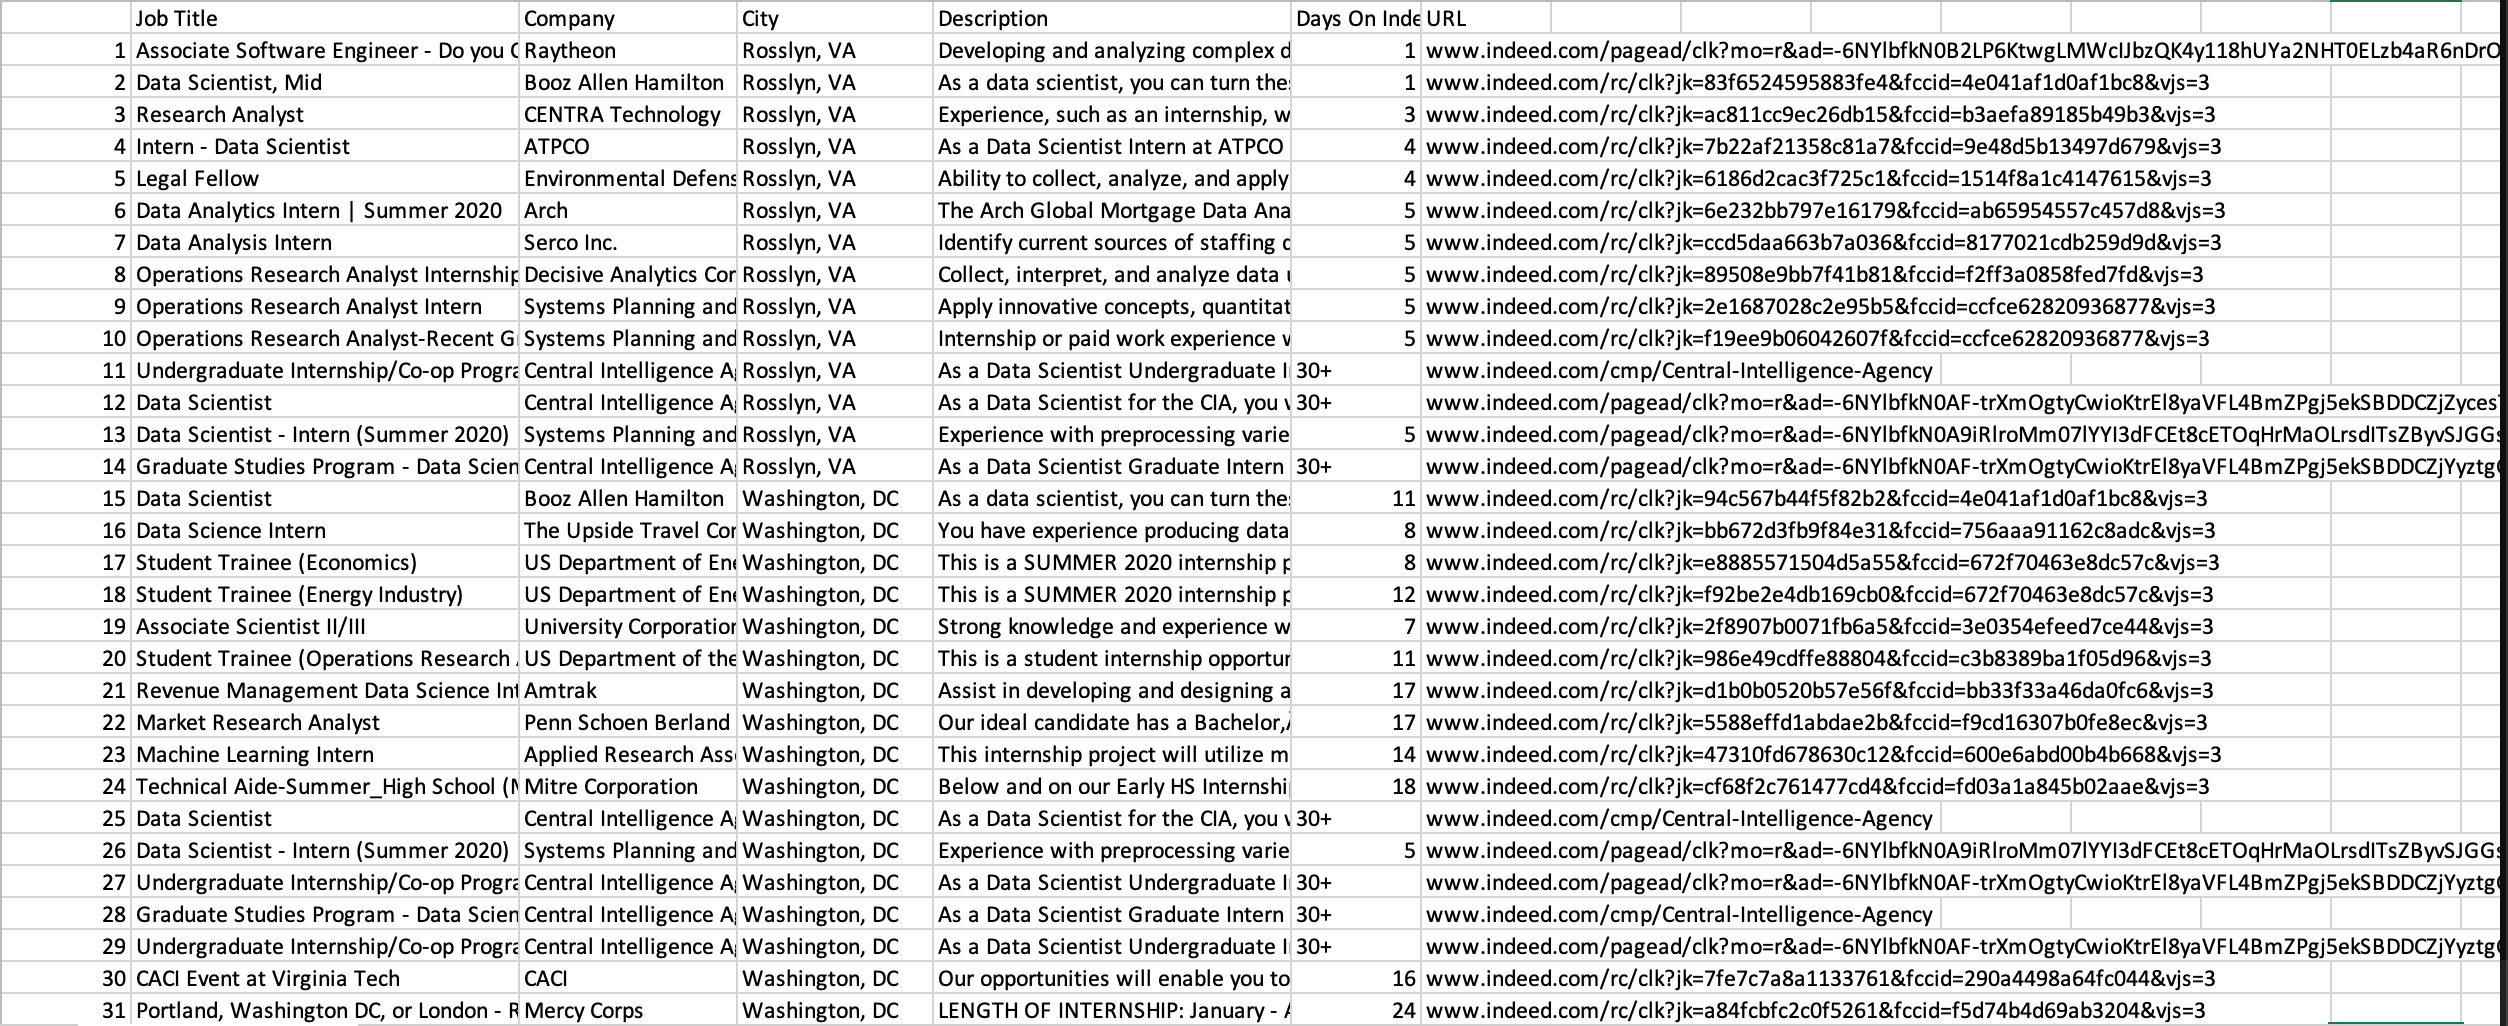 Job Title Company City Description Days On Inde URL
1 Associate Software Engineer - Do you Raytheon Rosslyn, VA Developing and analyzing complex d 1 www.indeed.com/pagead/clk?mo=r&ad=-6NYlbfkN0B2LP6KtwgLMWcIJbzQK4y118hUYa2NHT0ELzb4aR6nDrO
2 Data Scientist, Mid Booz Allen Hamilton Rosslyn, VA As a data scientist, you can turn the 1 www.indeed.com/rc/clk?jk=83f6524595883fe4&fccid=4e041af1d0af1bc8&vjs=3
3 Research Analyst CENTRA Technology Rosslyn, VA Experience, such as an internship, w 3 www.indeed.com/rc/clk?jk=ac811cc9ec26db15&fccid=b3aefa89185b49b3&vjs=3
4 Intern - Data Scientist ATPCO Rosslyn, VA As a Data Scientist Intern at ATPCO 4 www.indeed.com/rc/clk?jk=7b22af21358c81a7&fccid=9e48d5b13497d679&vjs=3
5 Legal Fellow Environmental Defens Rosslyn, VA Ability to collect, analyze, and apply 4 www.indeed.com/rc/clk?jk=6186d2cac3f725c1&fccid=1514f8a1c4147615&vjs=3
6 Data Analytics Intern | Summer 2020 Arch Rosslyn, VA The Arch Global Mortgage Data Ana 5 www.indeed.com/rc/clk?jk=6e232bb797e16179&fccid=ab65954557c457d8&vjs=3
7 Data Analysis Intern Serco Inc. Rosslyn, VA Identify current sources of staffing 5 www.indeed.com/rc/clk?jk=ccd5daa663b7a036&fccid=8177021cdb259d9d&vjs=3
8 Operations Research Analyst Internship Decisive Analytics Cor Rosslyn, VA Collect, interpret, and analyze data 5 www.indeed.com/rc/clk?jk=89508e9bb7f41b81&fccid=f2ff3a0858fed7fd&vjs=3
9 Operations Research Analyst Intern Systems Planning and Rosslyn, VA Apply innovative concepts, quantitat 5 www.indeed.com/rc/clk?jk=2e1687028c2e95b5&fccid=ccfce62820936877&vjs=3
10 Operations Research Analyst-Recent G Systems Planning and Rosslyn, VA Internship or paid work experience 5 www.indeed.com/rc/clk?jk=f19ee9b06042607f&fccid=ccfce62820936877&vjs=3
11 Undergraduate Internship/Co-op Progra Central Intelligence A Rosslyn, VA As a Data Scientist Undergraduate 30+ www.indeed.com/cmp/Central-Intelligence-Agency
12 Data Scientist Central Intelligence A Rosslyn, VA As a Data Scientist for the CIA, you 30+ www.indeed.com/pagead/clk?mo=r&ad=-6NYlbfkN0AF-trXmOgtyCwioKtrEl8yaVFL4BmZPgj5ekSBDDCZjZyces
13 Data Scientist - Intern (Summer 2020) Systems Planning and Rosslyn, VA Experience with preprocessing varie 5 www.indeed.com/pagead/clk?mo=r&ad=-6NYlbfkN0A9iRlroMm07lYYI3dFCEt8cETOqHrMaOLrsdITsZByvSJGGs
14 Graduate Studies Program - Data Scien Central Intelligence A Rosslyn, VA As a Data Scientist Graduate Intern 30+ www.indeed.com/pagead/clk?mo=r&ad=-6NYlbfkN0AF-trXmOgtyCwioKtrEl8yaVFL4BmZPgj5ekSBDDCZjYyztg
15 Data Scientist Booz Allen Hamilton Washington, DC As a data scientist, you can turn the 11 www.indeed.com/rc/clk?jk=94c567b44f5f82b2&fccid=4e041af1d0af1bc8&vjs=3
16 Data Science Intern The Upside Travel Cor Washington, DC You have experience producing data 8 www.indeed.com/rc/clk?jk=bb672d3fb9f84e31&fccid=756aaa91162c8adc&vjs=3
17 Student Trainee (Economics) US Department of Ene Washington, DC This is a SUMMER 2020 internship p 8 www.indeed.com/rc/clk?jk=e8885571504d5a55&fccid=672f70463e8dc57c&vjs=3
18 Student Trainee (Energy Industry) US Department of Ene Washington, DC This is a SUMMER 2020 internship p 12 www.indeed.com/rc/clk?jk=f92be2e4db169cb0&fccid=672f70463e8dc57c&vjs=3
19 Associate Scientist II/III University Corporation Washington, DC Strong knowledge and experience w 7 www.indeed.com/rc/clk?jk=2f8907b0071fb6a5&fccid=3e0354efeed7ce44&vjs=3
20 Student Trainee (Operations Research US Department of the Washington, DC This is a student internship opportun 11 www.indeed.com/rc/clk?jk=986e49cdffe88804&fccid=c3b8389ba1f05d96&vjs=3
21 Revenue Management Data Science Int Amtrak Washington, DC Assist in developing and designing a 17 www.indeed.com/rc/clk?jk=d1b0b0520b57e56f&fccid=bb33f33a46da0fc6&vjs=3
22 Market Research Analyst Penn Schoen Berland Washington, DC Our ideal candidate has a Bachelor, 17 www.indeed.com/rc/clk?jk=5588effd1abdae2b&fccid=f9cd16307b0fe8ec&vjs=3
23 Machine Learning Intern Applied Research Ass Washington, DC This internship project will utilize m 14 www.indeed.com/rc/clk?jk=47310fd678630c12&fccid=600e6abd00b4b668&vjs=3
24 Technical Aide-Summer_High School (N Mitre Corporation Washington, DC Below and on our Early HS Internshi 18 www.indeed.com/rc/clk?jk=cf68f2c761477cd4&fccid=fd03a1a845b02aae&vjs=3
25 Data Scientist Central Intelligence A Washington, DC As a Data Scientist for the CIA, you 30+ www.indeed.com/cmp/Central-Intelligence-Agency
26 Data Scientist - Intern (Summer 2020) Systems Planning and Washington, DC Experience with preprocessing varie 5 www.indeed.com/pagead/clk?mo=r&ad=-6NYlbfkN0A9iRlroMm07lYYI3dFCEt8cETOqHrMaOLrsdITsZByvSJGGs
27 Undergraduate Internship/Co-op Progra Central Intelligence A Washington, DC As a Data Scientist Undergraduate 30+ www.indeed.com/pagead/clk?mo=r&ad=-6NYlbfkN0AF-trXmOgtyCwioKtrEl8yaVFL4BmZPgj5ekSBDDCZjYyztg
28 Graduate Studies Program - Data Scien Central Intelligence A Washington, DC As a Data Scientist Graduate Intern 30+ www.indeed.com/cmp/Central-Intelligence-Agency
29 Undergraduate Internship/Co-op Progra Central Intelligence A Washington, DC As a Data Scientist Undergraduate 30+ www.indeed.com/pagead/clk?mo=r&ad=-6NYlbfkN0AF-trXmOgtyCwioKtrEl8yaVFL4BmZPgj5ekSBDDCZjYyztg
30 CACI Event at Virginia Tech CACI Washington, DC Our opportunities will enable you to 16 www.indeed.com/rc/clk?jk=7fe7c7a8a1133761&fccid=290a4498a64fc044&vjs=3
31 Portland, Washington DC, or London - R Mercy Corps Washington, DC LENGTH OF INTERNSHIP: January - 24 www.indeed.com/rc/clk?jk=a84fcbfc2c0f5261&fccid=f5d74b4d69ab3204&vjs=3